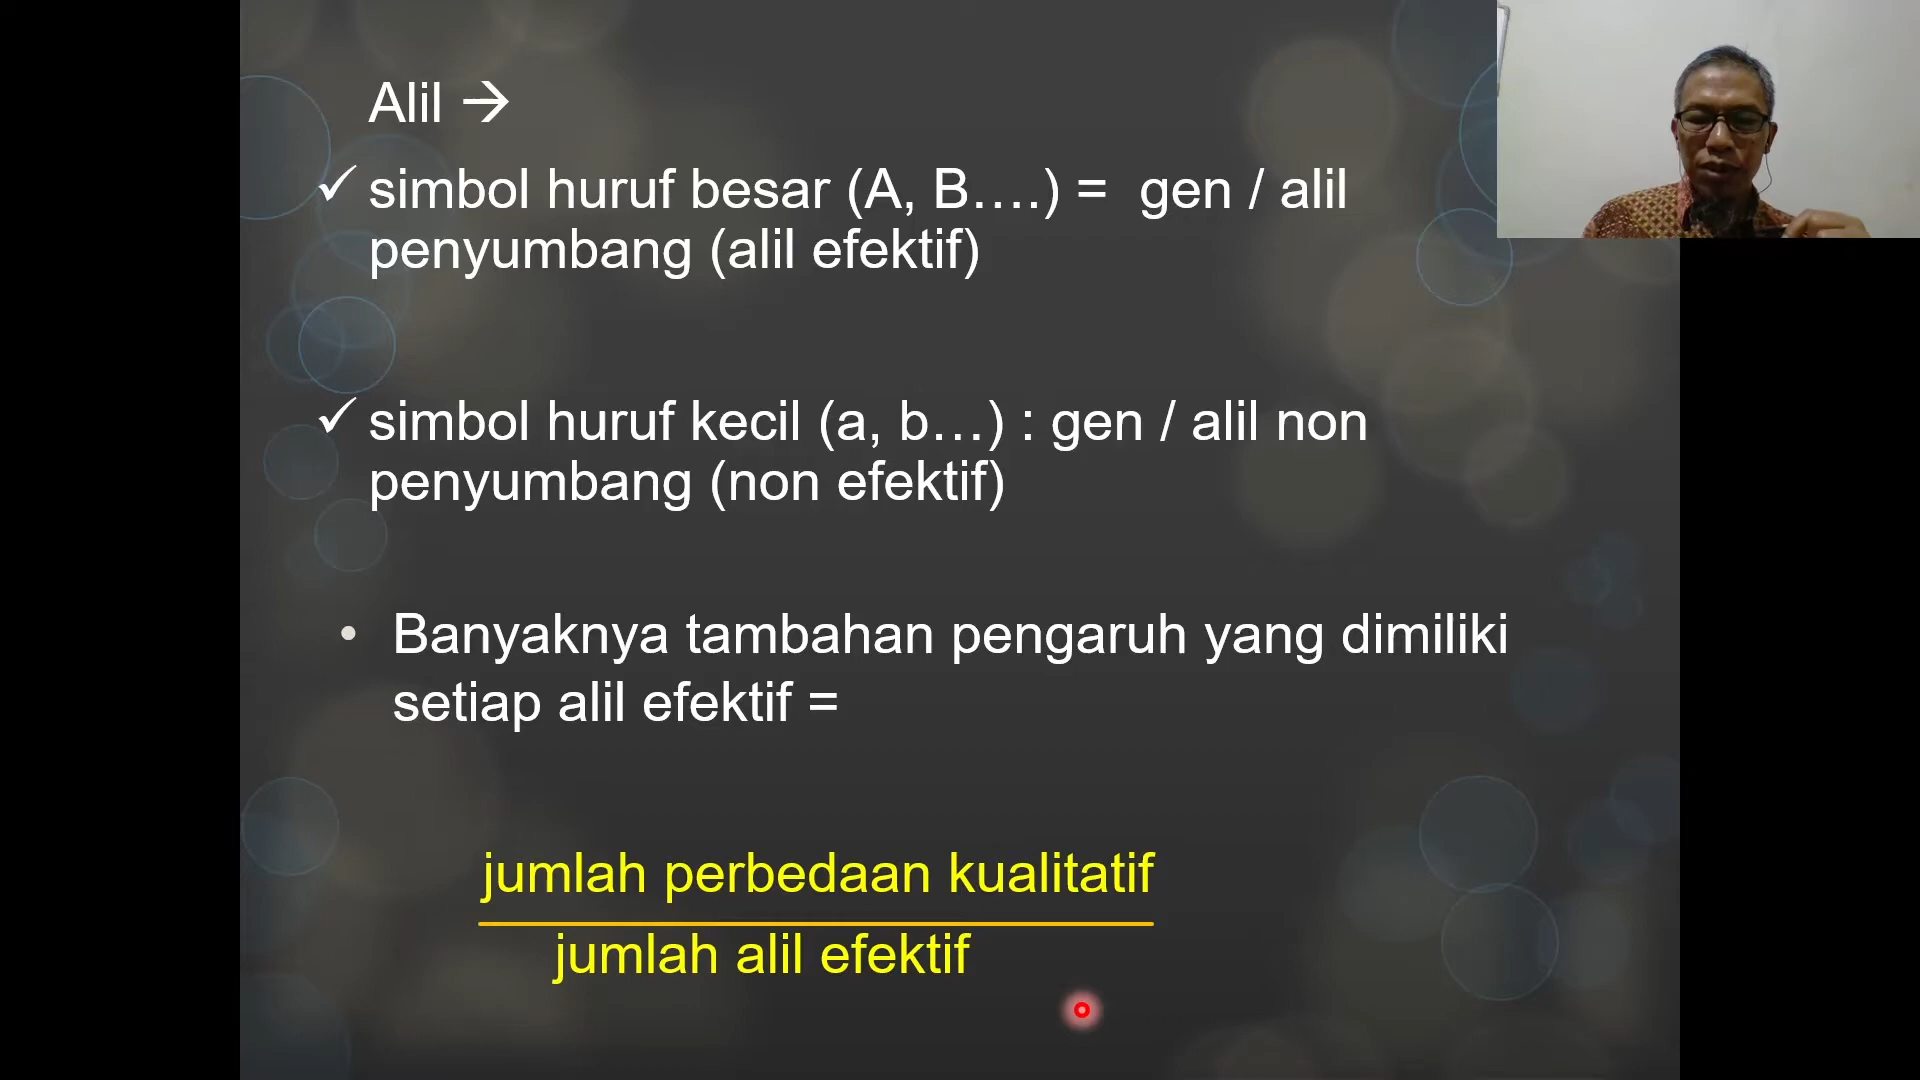 Alil →
✓ simbol huruf besar (A, B….) = gen / alil
penyumbang (alil efektif)
✓ simbol huruf kecil (a, b…) : gen / alil non
penyumbang (non efektif)
• Banyaknya tambahan pengaruh yang dimiliki
setiap alil efektif =
jumlah perbedaan kualitatif
jumlah alil efektif